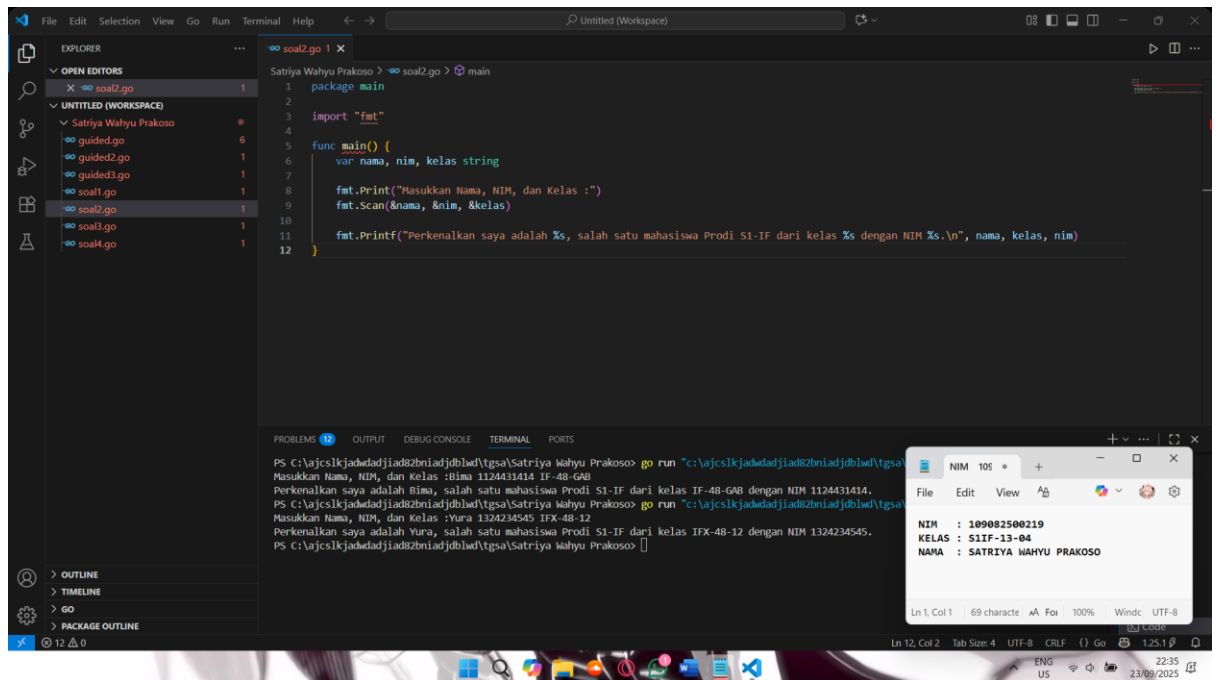 File Edit Selection View Go Run Terminal Help
Untitled (Workspace)
EXPLORER
OPEN EDITORS
soal2.go 1
UNTITLED (WORKSPACE)
Satriya Wahyu Prakoso
guided.go 6
guided2.go 1
guided3.go 1
soal1.go 1
soal2.go 1
soal3.go 1
soal4.go 1
OUTLINE
TIMELINE
GO
PACKAGE OUTLINE
soal2.go 1
Satriya Wahyu Prakoso > soal2.go > main
1 package main
2
3 import "fmt"
4
5 func main() {
6 var nama, nim, kelas string
7
8 fmt.Print("Masukkan Nama, NIM, dan Kelas :")
9 fmt.Scan(&nama, &nim, &kelas)
10
11 fmt.Printf("Perkenalkan saya adalah %s, salah satu mahasiswa Prodi S1-IF dari kelas %s dengan NIM %s.\n", nama, kelas, nim)
12 }
PROBLEMS 12 OUTPUT DEBUG CONSOLE TERMINAL PORTS
PS C:\ajcslkjadwdadjiad82bniadjdblwd\tgsa\Satriya Wahyu Prakoso> go run "c:\ajcslkjadwdadjiad82bniadjdblwd\tgsa\
Masukkan Nama, NIM, dan Kelas :Bima 1124431414 IF-48-GAB
Perkenalkan saya adalah Bima, salah satu mahasiswa Prodi S1-IF dari kelas IF-48-GAB dengan NIM 1124431414.
PS C:\ajcslkjadwdadjiad82bniadjdblwd\tgsa\Satriya Wahyu Prakoso> go run "c:\ajcslkjadwdadjiad82bniadjdblwd\tgsa\
Masukkan Nama, NIM, dan Kelas :Yura 1324234545 IFX-48-12
Perkenalkan saya adalah Yura, salah satu mahasiswa Prodi S1-IF dari kelas IFX-48-12 dengan NIM 1324234545.
PS C:\ajcslkjadwdadjiad82bniadjdblwd\tgsa\Satriya Wahyu Prakoso>
NIM 109
File Edit View
NIM : 109082500219
KELAS : S1IF-13-04
NAMA : SATRIYA WAHYU PRAKOSO
Ln 1, Col 1 69 characte For 100% Windc UTF-8
Code
12 0
Ln 12, Col 2 Tab Size: 4 UTF-8 CRLF {} Go 1.25.1
ENG
US
22:35
23/09/2025